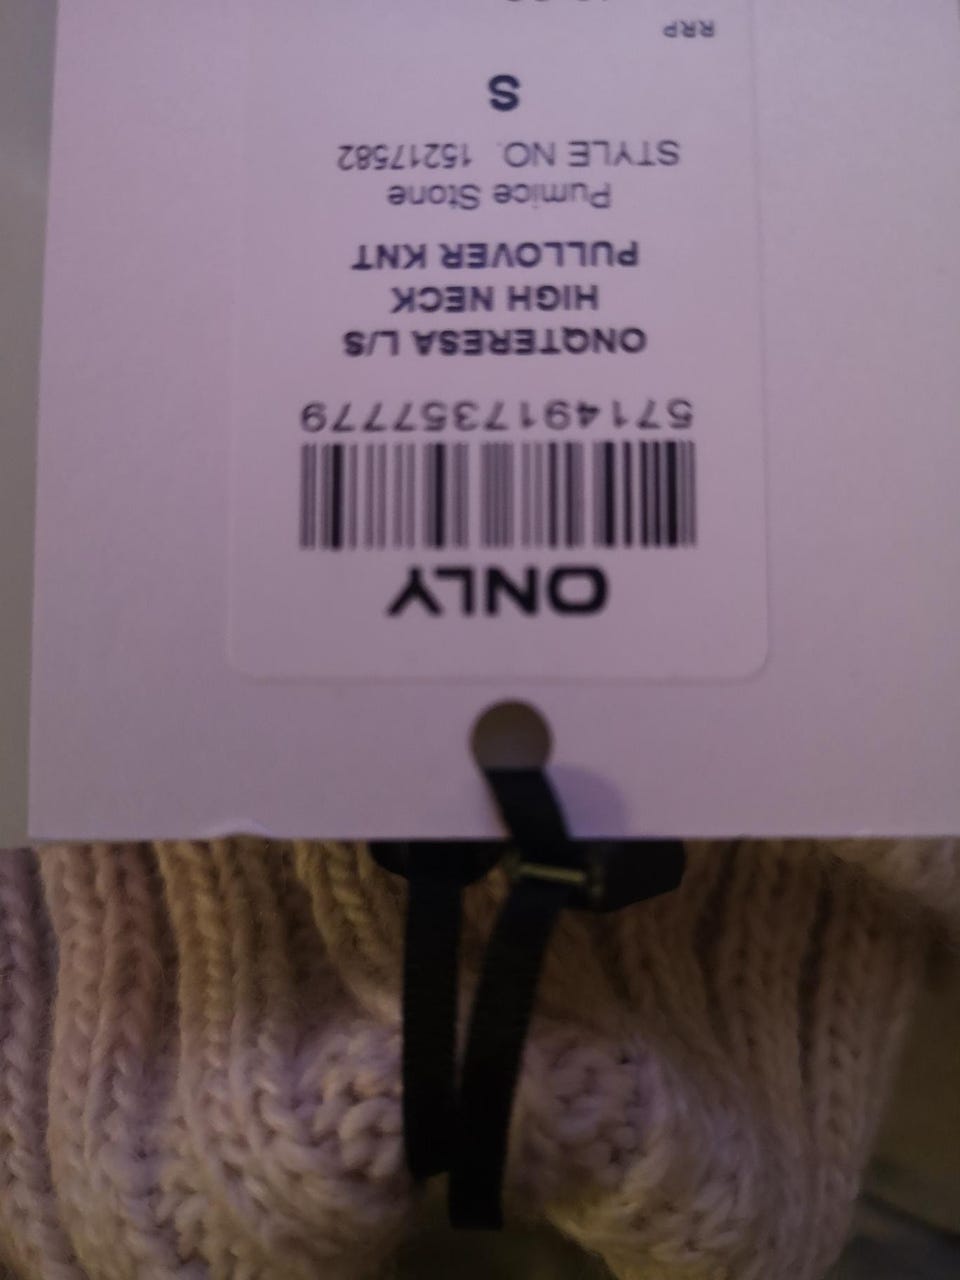 ONLY
5714917357779
ONQTERESA L/S
HIGH NECK
PULLOVER KNT
Pumice Stone
STYLE NO. 15217582
S
RRP